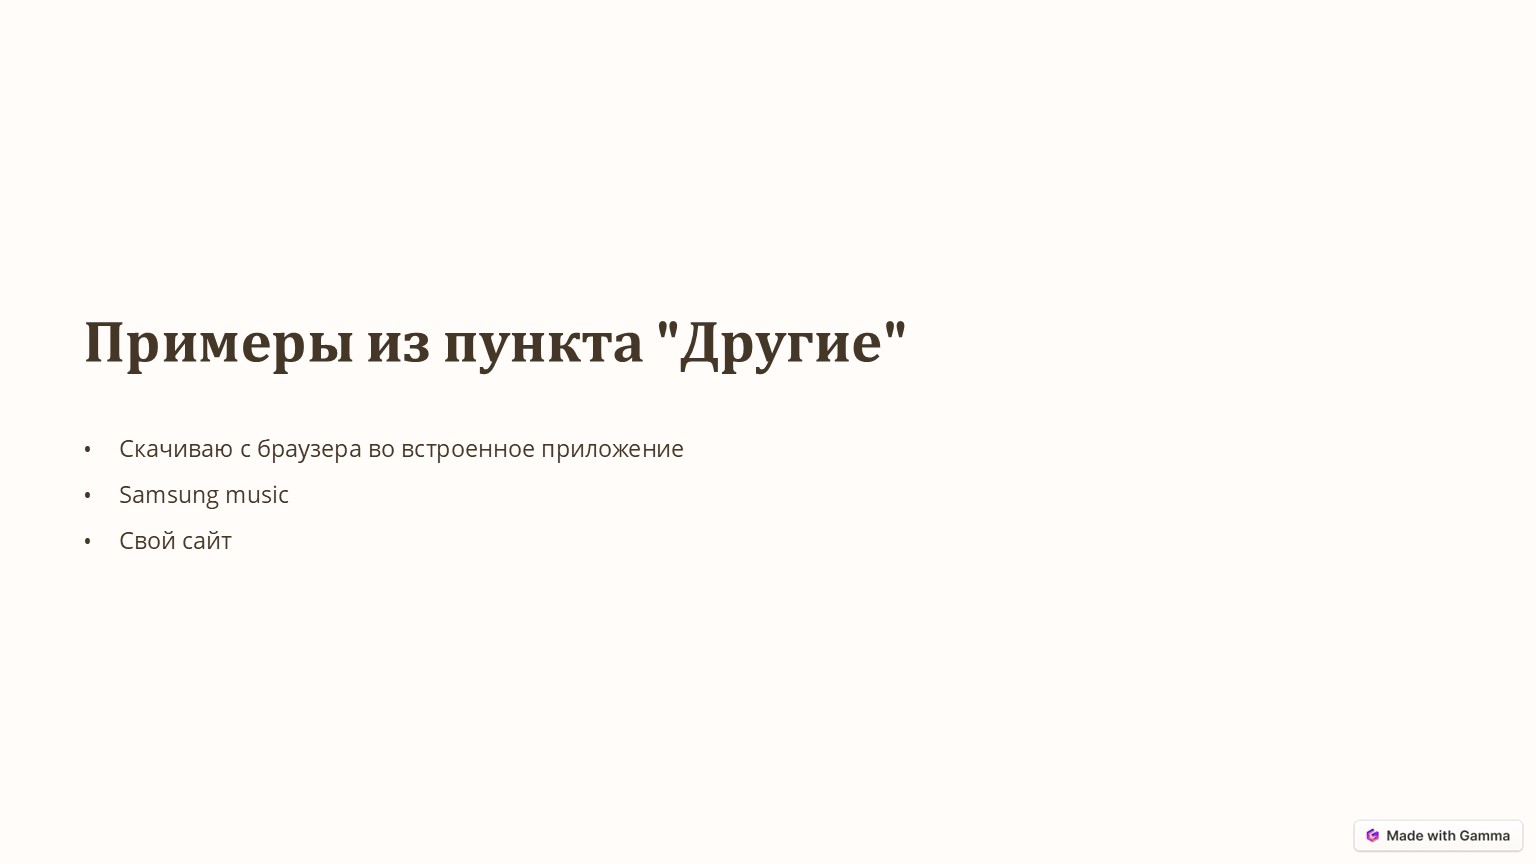 Примеры из пункта "Другие"
• Скачиваю с браузера во встроенное приложение
• Samsung music
• Свой сайт
Made with Gamma